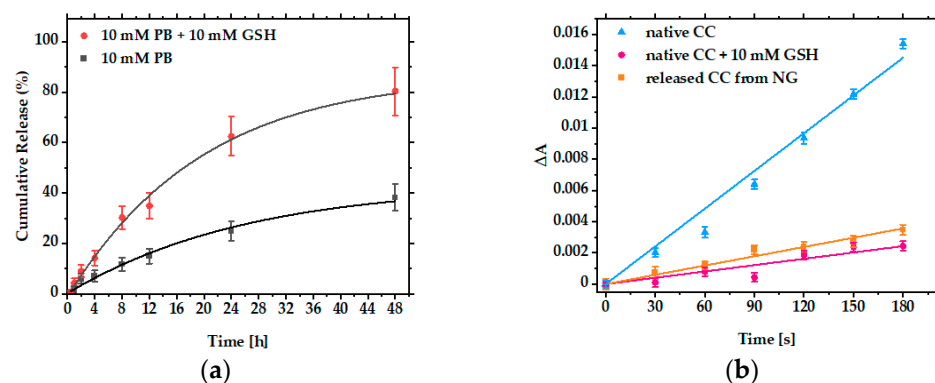 10 mM PB + 10 mM GSH
10 mM PB
Cumulative Release (%)
100
80
60
40
20
0
0 4 8 12 16 20 24 28 32 36 40 44 48
Time [h]
(a)
native CC
native CC + 10 mM GSH
released CC from NG
ΔA
0.016
0.014
0.012
0.010
0.008
0.006
0.004
0.002
0
0 30 60 90 120 150 180
Time [s]
(b)